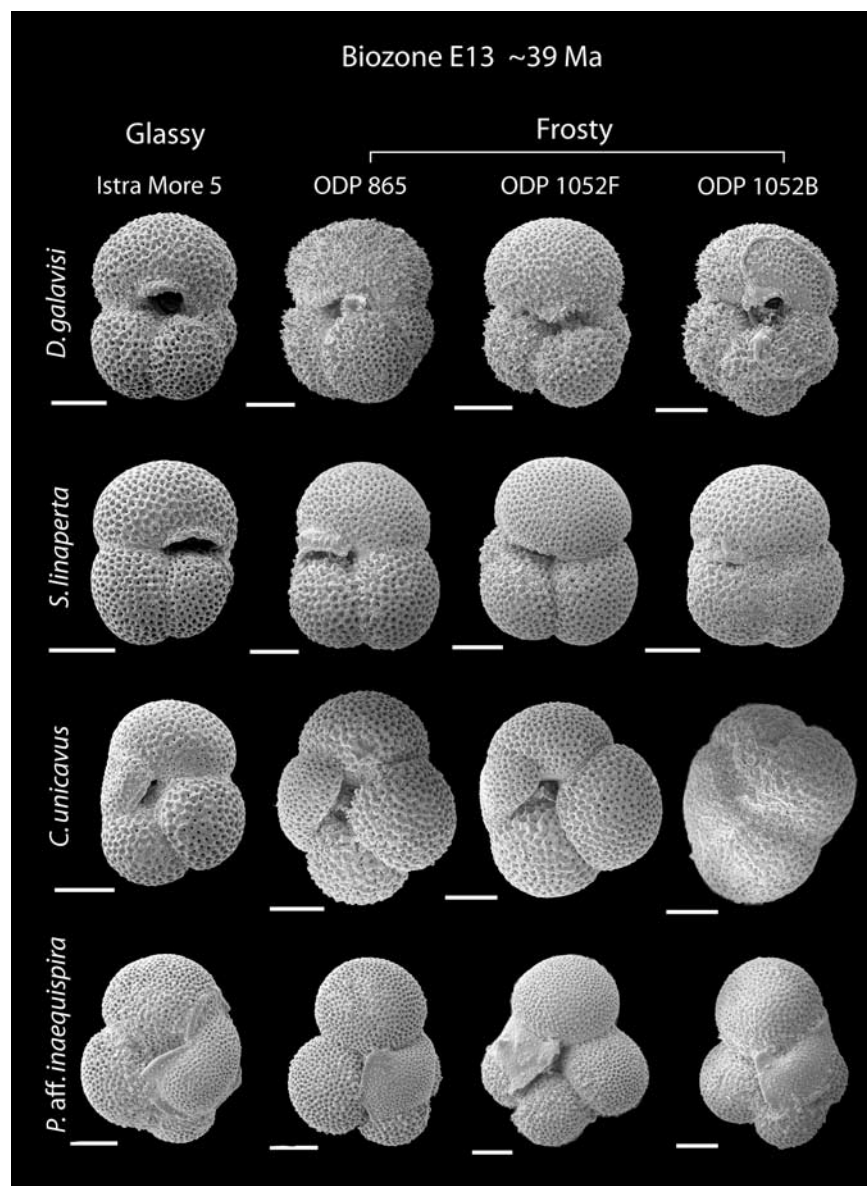 Biozone E13 ~39 Ma
Glassy
Frosty
Istra More 5
ODP 865
ODP 1052F
ODP 1052B
D. galavisi
S. linaperta
C. unicavus
P. aff. inaequispira